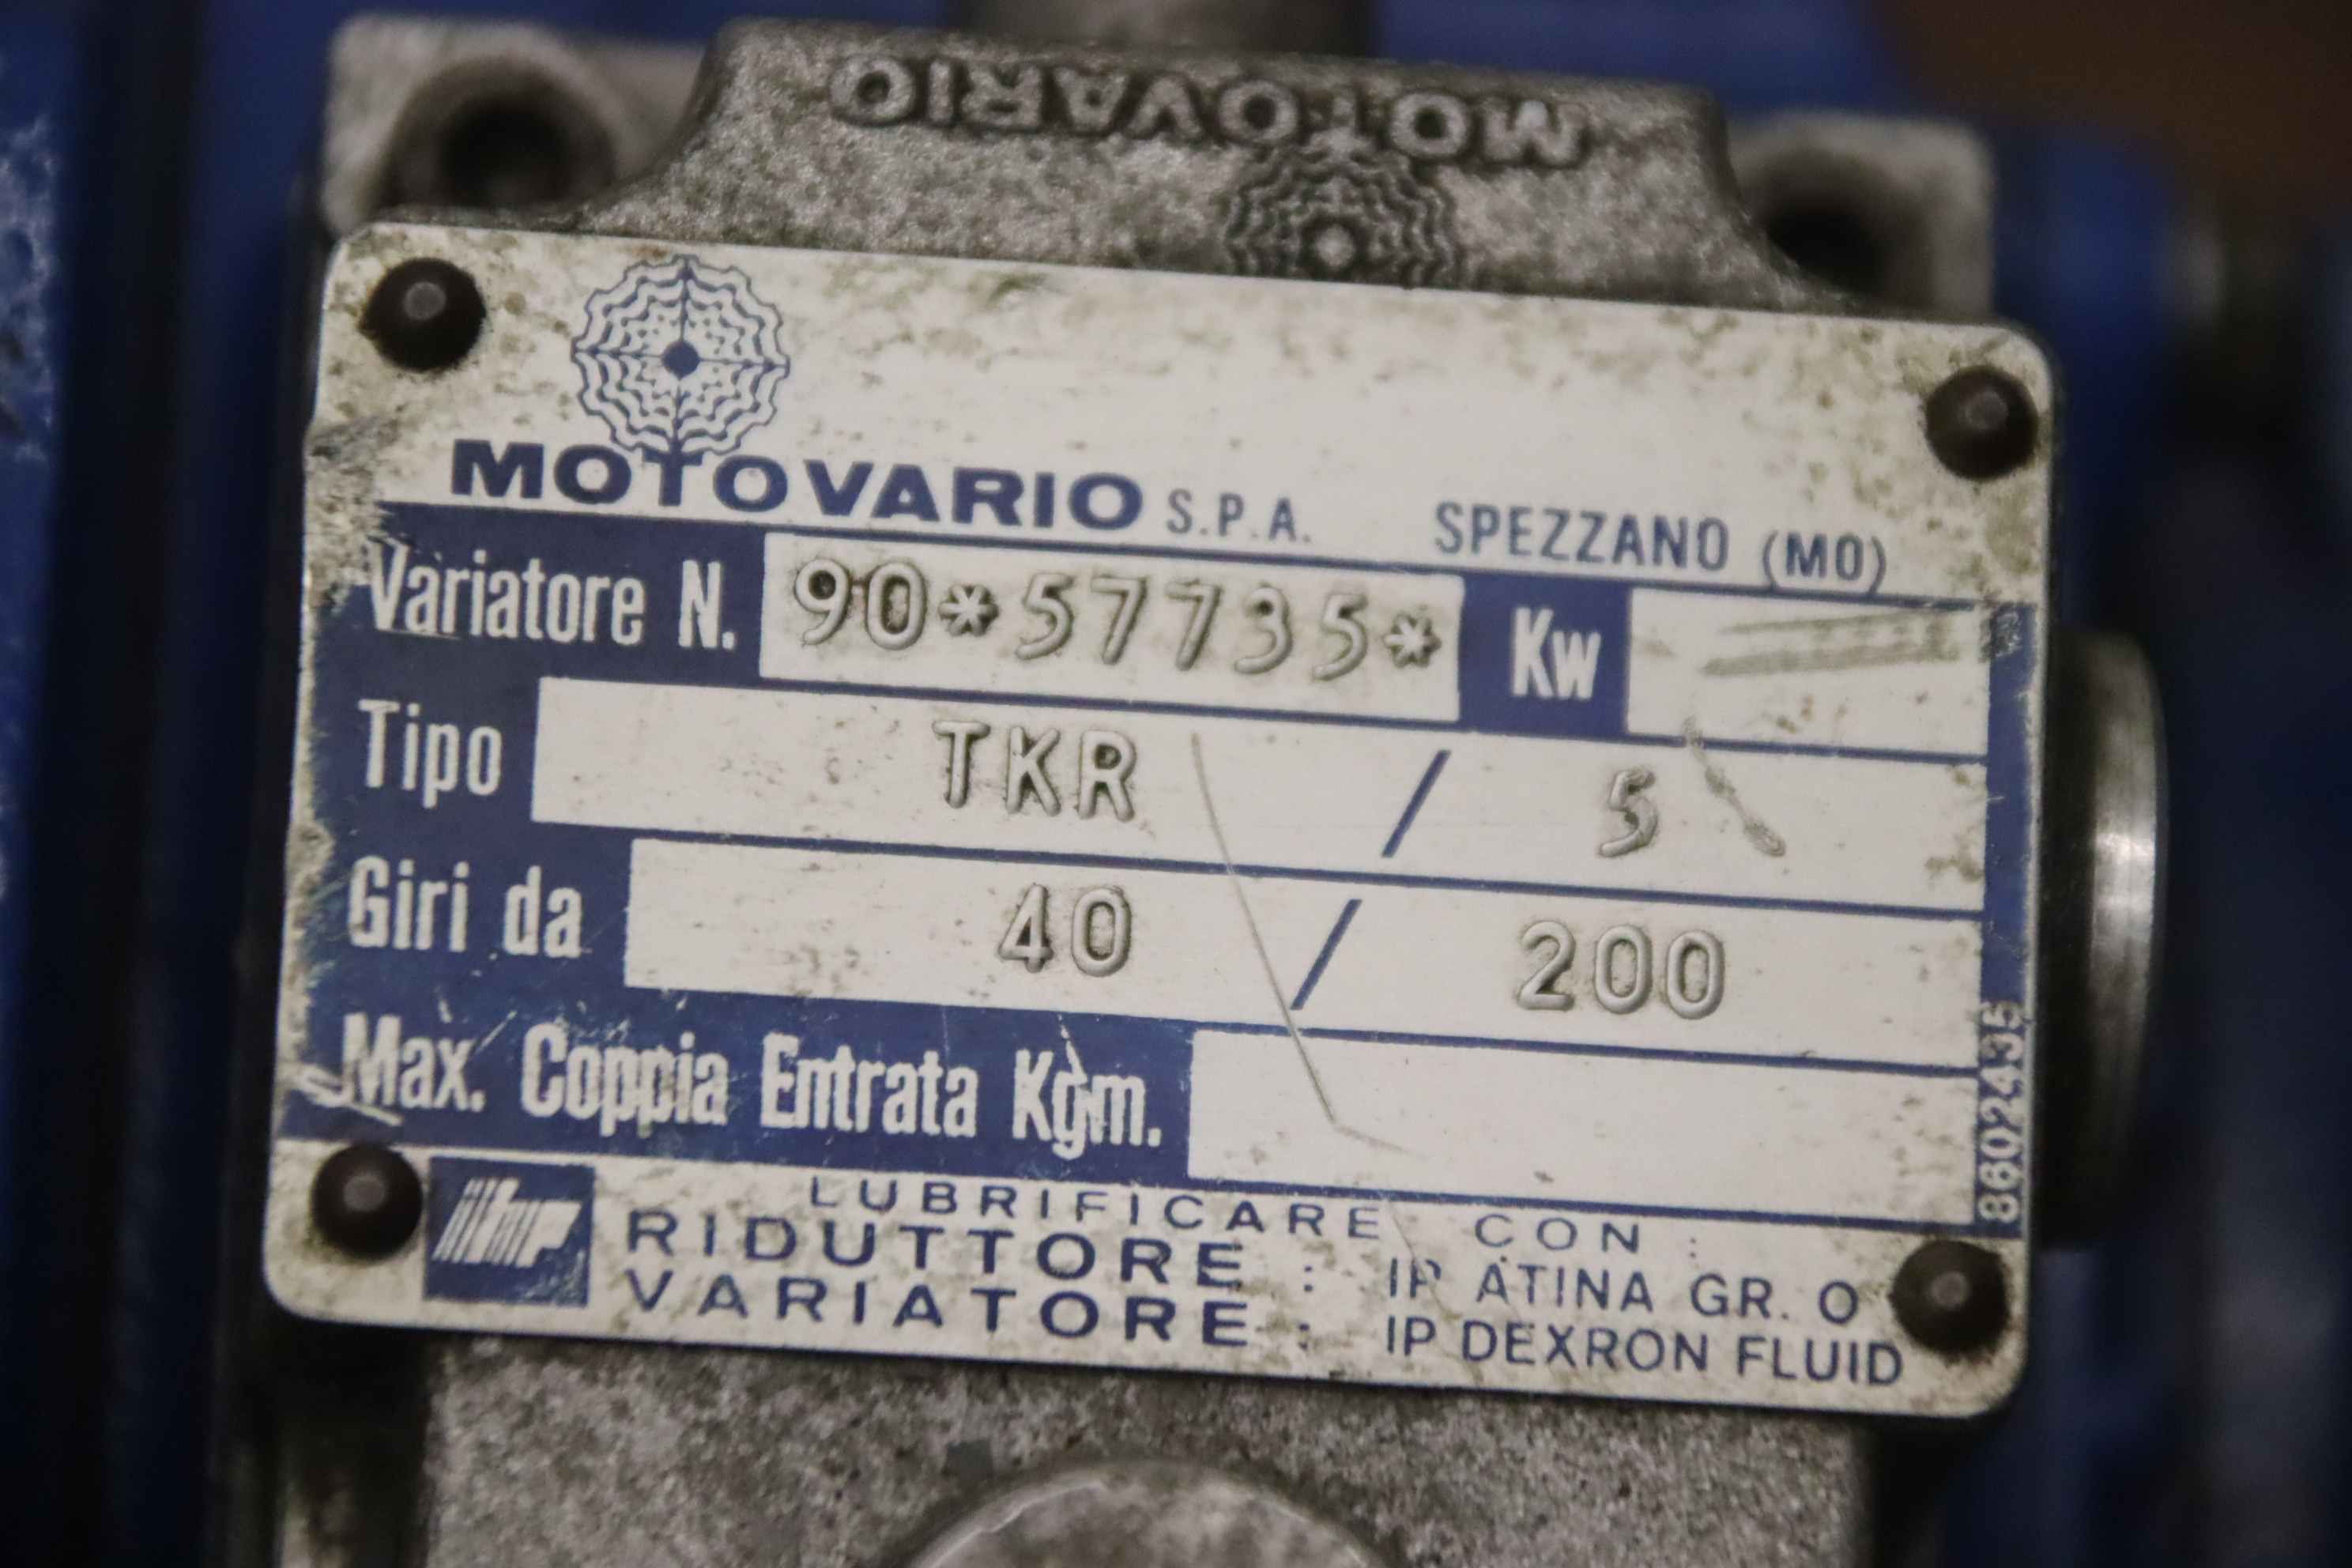 MOTOVARIO
MOTOVARIO S.P.A. SPEZZANO (MO)
Variatore N. 90*57735* Kw
Tipo TKR / 5
Giri da 40 / 200
Max. Coppia Entrata Kgm.
8602435
LUBRIFICARE CON :
RIDUTTORE : IP ATINA GR. O
VARIATORE : IP DEXRON FLUID